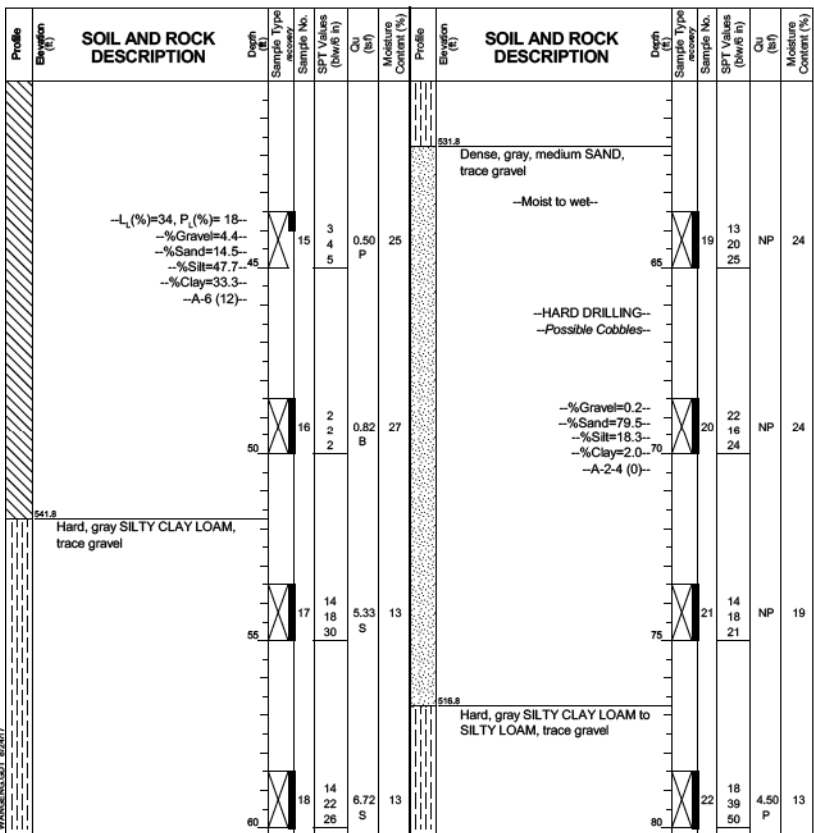 Profile
Elevation (ft)
SOIL AND ROCK DESCRIPTION
Depth (ft)
Sample Type recovery
Sample No.
SPT Values (blw/6 in)
Qu (tsf)
Moisture Content (%)
--LL(%)=34, PL(%)= 18--
--%Gravel=4.4--
--%Sand=14.5--
--%Silt=47.7--
45
--%Clay=33.3--
--A-6 (12)--
15
3
4
5
0.50
P
25
16
2
2
2
0.82
B
27
50
541.8
Hard, gray SILTY CLAY LOAM,
trace gravel
17
14
18
30
5.33
S
13
55
18
14
22
26
6.72
S
13
60
WANGENG.GDT 8/24/17
Profile
Elevation (ft)
SOIL AND ROCK DESCRIPTION
Depth (ft)
Sample Type recovery
Sample No.
SPT Values (blw/6 in)
Qu (tsf)
Moisture Content (%)
531.8
Dense, gray, medium SAND,
trace gravel
--Moist to wet--
19
13
20
25
NP
24
65
--HARD DRILLING--
--Possible Cobbles--
--%Gravel=0.2--
--%Sand=79.5--
--%Silt=18.3--
--%Clay=2.0--
70
--A-2-4 (0)--
20
22
16
24
NP
24
21
14
18
21
NP
19
75
516.8
Hard, gray SILTY CLAY LOAM to
SILTY LOAM, trace gravel
22
18
39
50
4.50
P
13
80